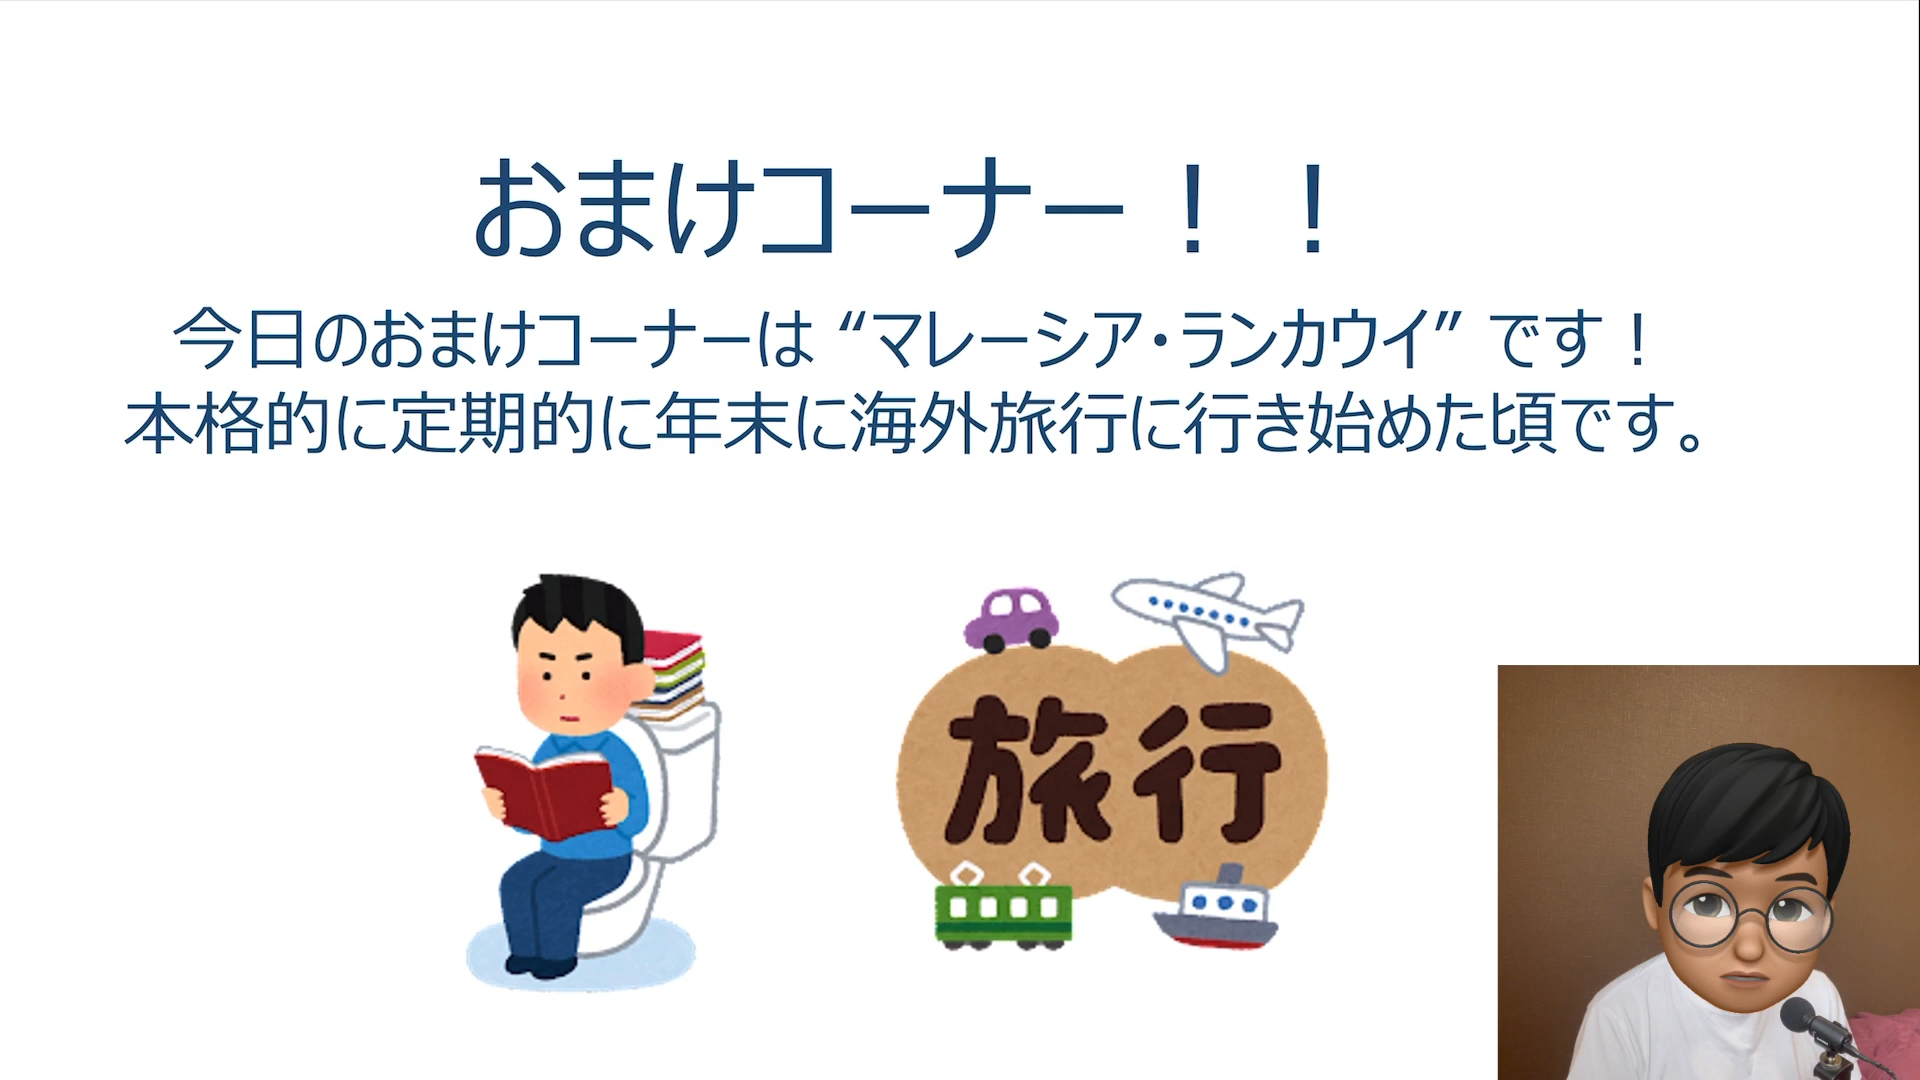 おまけコーナー！！
今日のおまけコーナーは “マレーシア・ランカウイ” です！
本格的に定期的に年末に海外旅行に行き始めた頃です。
旅行